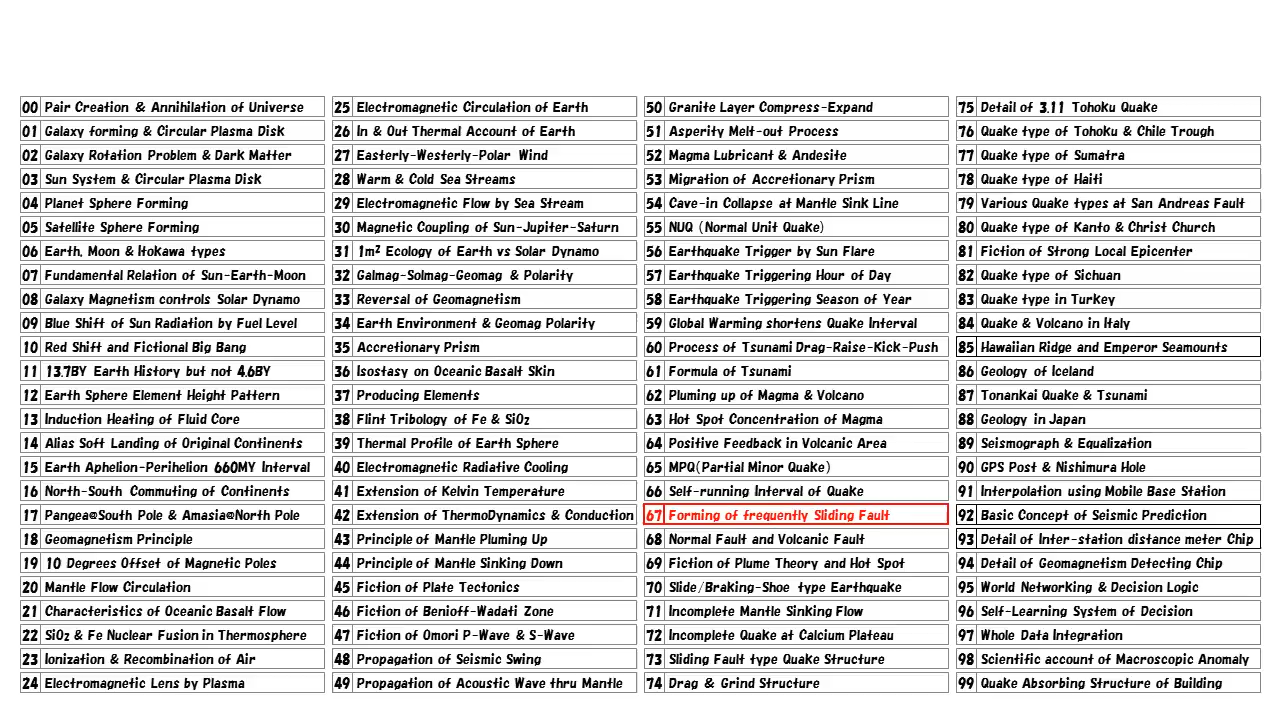 00 Pair Creation & Annihilation of Universe
01 Galaxy forming & Circular Plasma Disk
02 Galaxy Rotation Problem & Dark Matter
03 Sun System & Circular Plasma Disk
04 Planet Sphere Forming
05 Satellite Sphere Forming
06 Earth, Moon & Itokawa types
07 Fundamental Relation of Sun-Earth-Moon
08 Galaxy Magnetism controls Solar Dynamo
09 Blue Shift of Sun Radiation by Fuel Level
10 Red Shift and Fictional Big Bang
11 13.7BY Earth History but not 4.6BY
12 Earth Sphere Element Height Pattern
13 Induction Heating of Fluid Core
14 Alias Soft Landing of Original Continents
15 Earth Aphelion-Perihelion 660MY Interval
16 North-South Commuting of Continents
17 Pangea@South Pole & Amasia@North Pole
18 Geomagnetism Principle
19 10 Degrees Offset of Magnetic Poles
20 Mantle Flow Circulation
21 Characteristics of Oceanic Basalt Flow
22 SiO₂ & Fe Nuclear Fusion in Thermosphere
23 Ionization & Recombination of Air
24 Electromagnetic Lens by Plasma
25 Electromagnetic Circulation of Earth
26 In & Out Thermal Account of Earth
27 Easterly-Westerly-Polar Wind
28 Warm & Cold Sea Streams
29 Electromagnetic Flow by Sea Stream
30 Magnetic Coupling of Sun-Jupiter-Saturn
31 1m² Ecology of Earth vs Solar Dynamo
32 Galmag-Solmag-Geomag & Polarity
33 Reversal of Geomagnetism
34 Earth Environment & Geomag Polarity
35 Accretionary Prism
36 Isostasy on Oceanic Basalt Skin
37 Producing Elements
38 Flint Tribology of Fe & SiO₂
39 Thermal Profile of Earth Sphere
40 Electromagnetic Radiative Cooling
41 Extension of Kelvin Temperature
42 Extension of ThermoDynamics & Conduction
43 Principle of Mantle Pluming Up
44 Principle of Mantle Sinking Down
45 Fiction of Plate Tectonics
46 Fiction of Benioff-Wadati Zone
47 Fiction of Omori P-Wave & S-Wave
48 Propagation of Seismic Swing
49 Propagation of Acoustic Wave thru Mantle
50 Granite Layer Compress-Expand
51 Asperity Melt-out Process
52 Magma Lubricant & Andesite
53 Migration of Accretionary Prism
54 Cave-in Collapse at Mantle Sink Line
55 NUQ (Normal Unit Quake)
56 Earthquake Trigger by Sun Flare
57 Earthquake Triggering Hour of Day
58 Earthquake Triggering Season of Year
59 Global Warming shortens Quake Interval
60 Process of Tsunami Drag-Raise-Kick-Push
61 Formula of Tsunami
62 Pluming up of Magma & Volcano
63 Hot Spot Concentration of Magma
64 Positive Feedback in Volcanic Area
65 MPQ(Partial Minor Quake)
66 Self-running Interval of Quake
67 Forming of frequently Sliding Fault
68 Normal Fault and Volcanic Fault
69 Fiction of Plume Theory and Hot Spot
70 Slide/Braking-Shoe type Earthquake
71 Incomplete Mantle Sinking Flow
72 Incomplete Quake at Calcium Plateau
73 Sliding Fault type Quake Structure
74 Drag & Grind Structure
75 Detail of 3.11 Tohoku Quake
76 Quake type of Tohoku & Chile Trough
77 Quake type of Sumatra
78 Quake type of Haiti
79 Various Quake types at San Andreas Fault
80 Quake type of Kanto & Christ Church
81 Fiction of Strong Local Epicenter
82 Quake type of Sichuan
83 Quake type in Turkey
84 Quake & Volcano in Italy
85 Hawaiian Ridge and Emperor Seamounts
86 Geology of Iceland
87 Tonankai Quake & Tsunami
88 Geology in Japan
89 Seismograph & Equalization
90 GPS Post & Nishimura Hole
91 Interpolation using Mobile Base Station
92 Basic Concept of Seismic Prediction
93 Detail of Inter-station distance meter Chip
94 Detail of Geomagnetism Detecting Chip
95 World Networking & Decision Logic
96 Self-Learning System of Decision
97 Whole Data Integration
98 Scientific account of Macroscopic Anomaly
99 Quake Absorbing Structure of Building